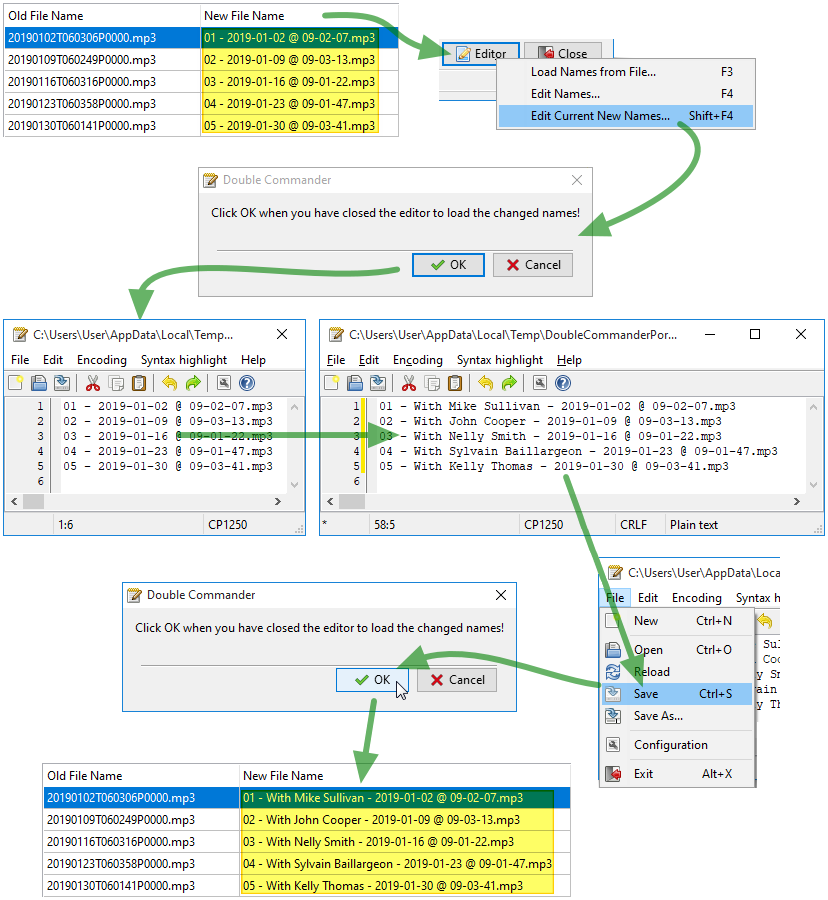 Old File Name New File Name
20190102T060306P0000.mp3 01 - 2019-01-02 @ 09-02-07.mp3
20190109T060249P0000.mp3 02 - 2019-01-09 @ 09-03-13.mp3
20190116T060316P0000.mp3 03 - 2019-01-16 @ 09-01-22.mp3
20190123T060358P0000.mp3 04 - 2019-01-23 @ 09-01-47.mp3
20190130T060141P0000.mp3 05 - 2019-01-30 @ 09-03-41.mp3
Editor Close
Load Names from File... F3
Edit Names... F4
Edit Current New Names... Shift+F4
Double Commander
Click OK when you have closed the editor to load the changed names!
OK Cancel
C:\Users\User\AppData\Local\Temp...
File Edit Encoding Syntax highlight Help
1 01 - 2019-01-02 @ 09-02-07.mp3
2 02 - 2019-01-09 @ 09-03-13.mp3
3 03 - 2019-01-16 @ 09-01-22.mp3
4 04 - 2019-01-23 @ 09-01-47.mp3
5 05 - 2019-01-30 @ 09-03-41.mp3
6
1:6 CP1250
C:\Users\User\AppData\Local\Temp\DoubleCommanderPor...
File Edit Encoding Syntax highlight Help
1 01 - With Mike Sullivan - 2019-01-02 @ 09-02-07.mp3
2 02 - With John Cooper - 2019-01-09 @ 09-03-13.mp3
3 03 - With Nelly Smith - 2019-01-16 @ 09-01-22.mp3
4 04 - With Sylvain Baillargeon - 2019-01-23 @ 09-01-47.mp3
5 05 - With Kelly Thomas - 2019-01-30 @ 09-03-41.mp3
6
* 58:5 CP1250 CRLF Plain text
C:\Users\User\AppData\Loca
File Edit Encoding Syntax h
New Ctrl+N
Open Ctrl+O
Reload
Save Ctrl+S
Save As...
Configuration
Exit Alt+X
Double Commander
Click OK when you have closed the editor to load the changed names!
OK Cancel
Old File Name New File Name
20190102T060306P0000.mp3 01 - With Mike Sullivan - 2019-01-02 @ 09-02-07.mp3
20190109T060249P0000.mp3 02 - With John Cooper - 2019-01-09 @ 09-03-13.mp3
20190116T060316P0000.mp3 03 - With Nelly Smith - 2019-01-16 @ 09-01-22.mp3
20190123T060358P0000.mp3 04 - With Sylvain Baillargeon - 2019-01-23 @ 09-01-47.mp3
20190130T060141P0000.mp3 05 - With Kelly Thomas - 2019-01-30 @ 09-03-41.mp3